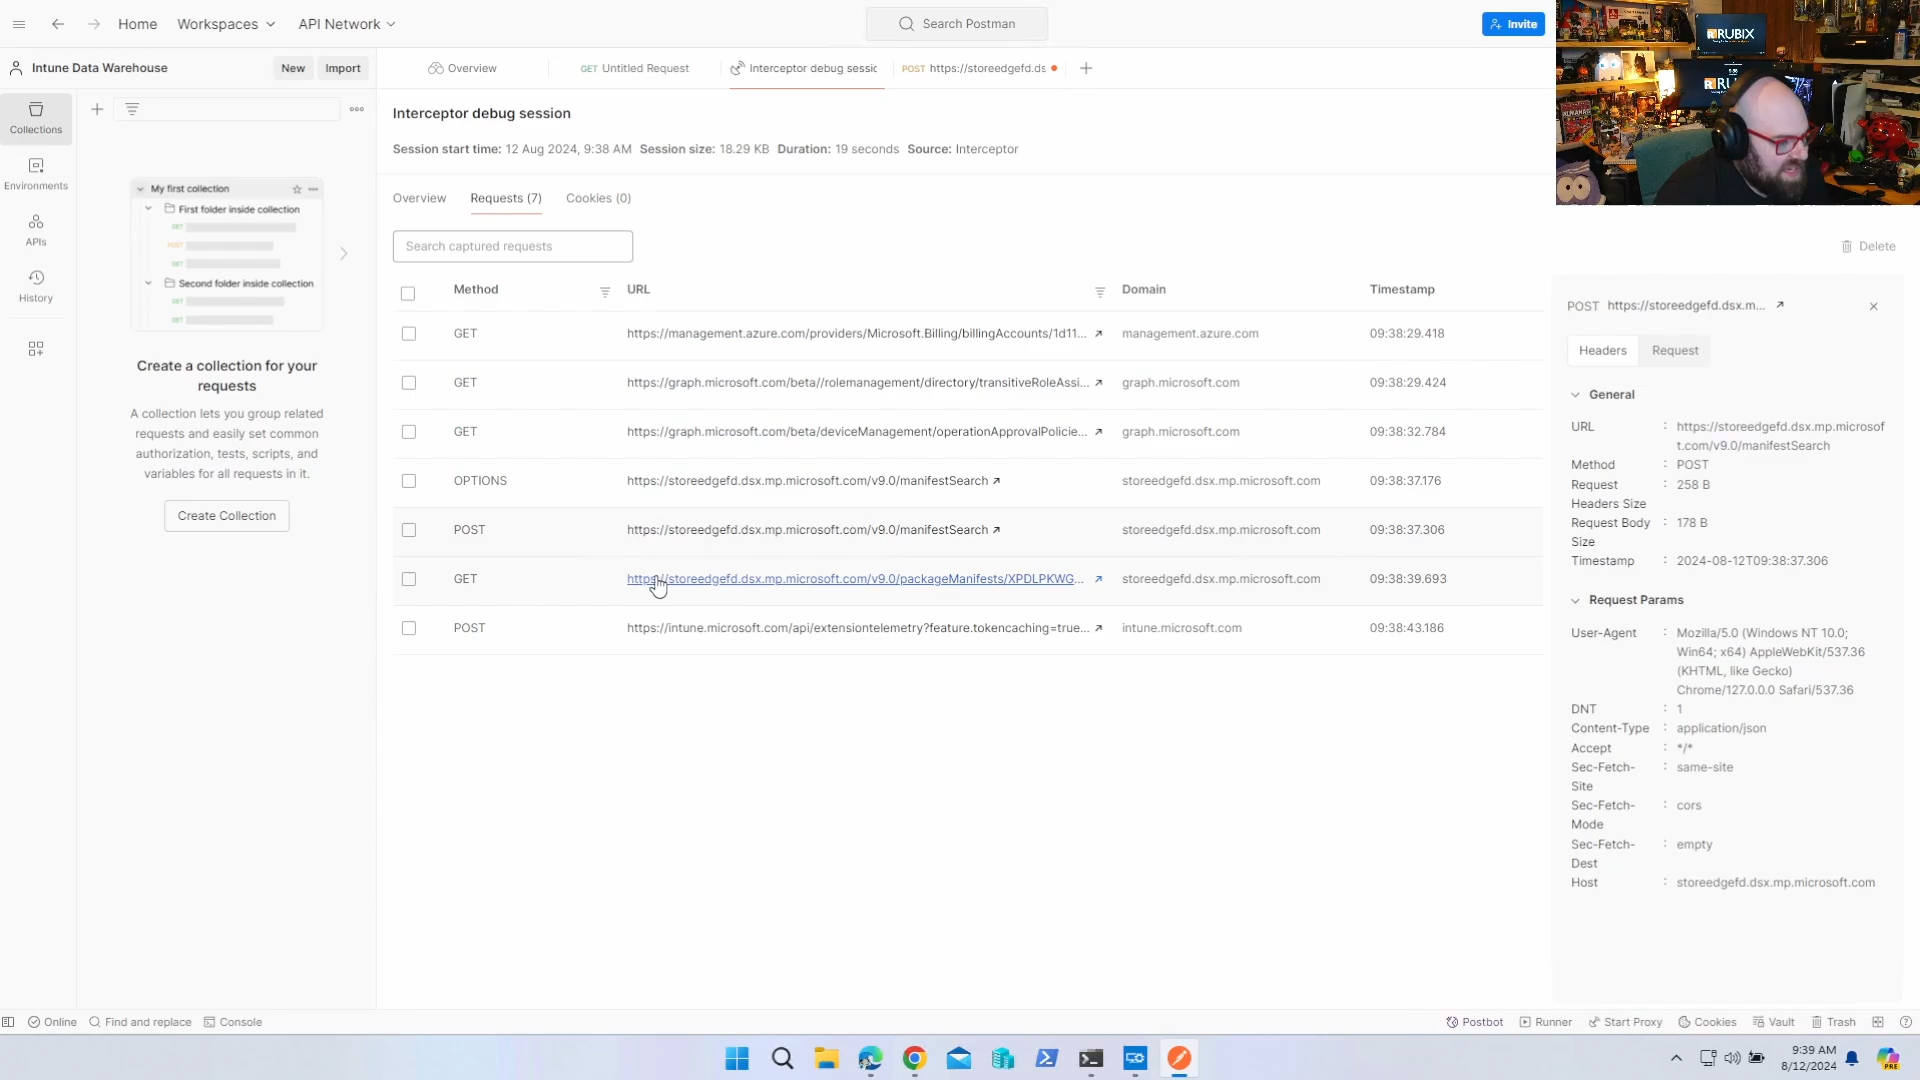 Home
Workspaces
API Network
Search Postman
Invite
RUBIX
Intune Data Warehouse
New
Import
Overview
GET Untitled Request
Interceptor debug sessic
POST https://storeedgefd.ds
Collections
Environments
APIs
History
My first collection
First folder inside collection
GET
POST
GET
Second folder inside collection
GET
GET
Create a collection for your
requests
A collection lets you group related
requests and easily set common
authorization, tests, scripts, and
variables for all requests in it.
Create Collection
Interceptor debug session
Session start time: 12 Aug 2024, 9:38 AM Session size: 18.29 KB Duration: 19 seconds Source: Interceptor
Overview
Requests (7)
Cookies (0)
Search captured requests
Delete
Method URL Domain Timestamp
GET https://management.azure.com/providers/Microsoft.Billing/billingAccounts/1d11... management.azure.com 09:38:29.418
GET https://graph.microsoft.com/beta//rolemanagement/directory/transitiveRoleAssi... graph.microsoft.com 09:38:29.424
GET https://graph.microsoft.com/beta/deviceManagement/operationApprovalPolicie... graph.microsoft.com 09:38:32.784
OPTIONS https://storeedgefd.dsx.mp.microsoft.com/v9.0/manifestSearch storeedgefd.dsx.mp.microsoft.com 09:38:37.176
POST https://storeedgefd.dsx.mp.microsoft.com/v9.0/manifestSearch storeedgefd.dsx.mp.microsoft.com 09:38:37.306
GET https://storeedgefd.dsx.mp.microsoft.com/v9.0/packageManifests/XPDLPKWG... storeedgefd.dsx.mp.microsoft.com 09:38:39.693
POST https://intune.microsoft.com/api/extensiontelemetry?feature.tokencaching=true... intune.microsoft.com 09:38:43.186
POST https://storeedgefd.dsx.m...
Headers
Request
General
URL : https://storeedgefd.dsx.mp.microsof
t.com/v9.0/manifestSearch
Method : POST
Request : 258 B
Headers Size
Request Body : 178 B
Size
Timestamp : 2024-08-12T09:38:37.306
Request Params
User-Agent : Mozilla/5.0 (Windows NT 10.0;
Win64; x64) AppleWebKit/537.36
(KHTML, like Gecko)
Chrome/127.0.0.0 Safari/537.36
DNT : 1
Content-Type : application/json
Accept : */*
Sec-Fetch- : same-site
Site
Sec-Fetch- : cors
Mode
Sec-Fetch- : empty
Dest
Host : storeedgefd.dsx.mp.microsoft.com
Online
Find and replace
Console
Postbot
Runner
Start Proxy
Cookies
Vault
Trash
9:39 AM
8/12/2024
PRE